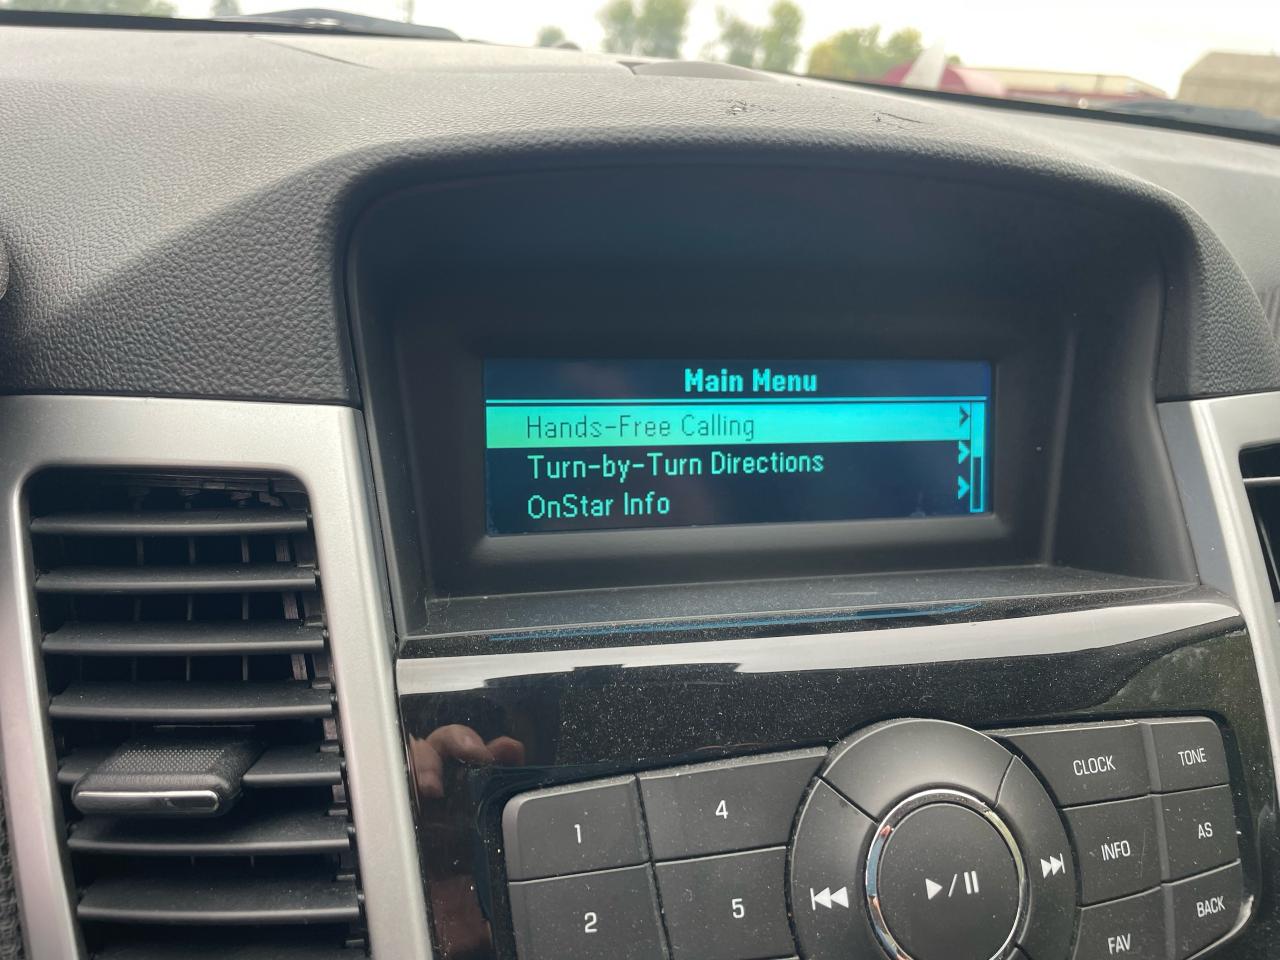 Main Menu
Hands-Free Calling
Turn-by-Turn Directions
OnStar Info
CLOCK
TONE
1
4
INFO
AS
2
5
FAV
BACK